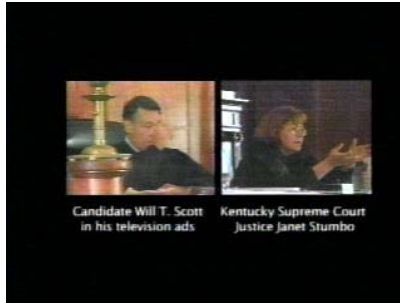 Candidate Will T. Scott
in his television ads
Kentucky Supreme Court
Justice Janet Stumbo